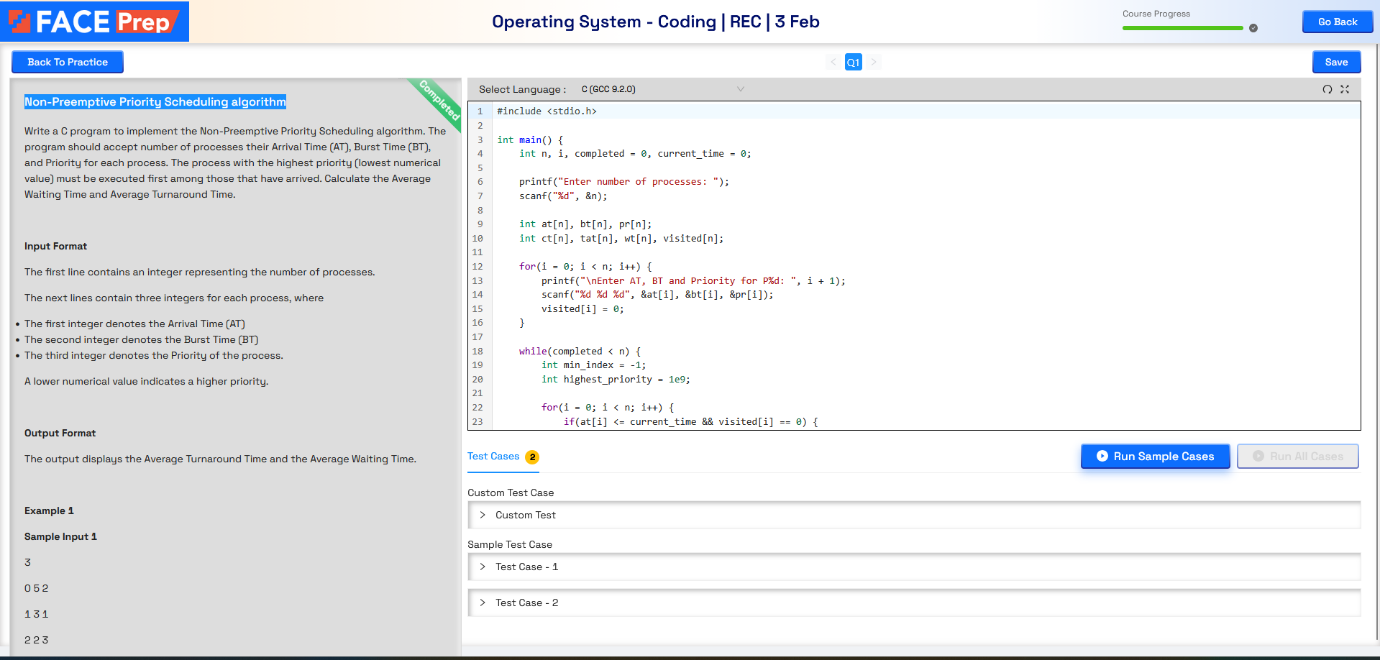 FACE Prep
Operating System - Coding | REC | 3 Feb
Course Progress
Go Back
Back To Practice
< Q1 >
Save
Completed
Non-Preemptive Priority Scheduling algorithm
Write a C program to implement the Non-Preemptive Priority Scheduling algorithm. The
program should accept number of processes their Arrival Time (AT), Burst Time (BT),
and Priority for each process. The process with the highest priority (lowest numerical
value) must be executed first among those that have arrived. Calculate the Average
Waiting Time and Average Turnaround Time.
Input Format
The first line contains an integer representing the number of processes.
The next lines contain three integers for each process, where
• The first integer denotes the Arrival Time (AT)
• The second integer denotes the Burst Time (BT)
• The third integer denotes the Priority of the process.
A lower numerical value indicates a higher priority.
Output Format
The output displays the Average Turnaround Time and the Average Waiting Time.
Example 1
Sample Input 1
3
0 5 2
1 3 1
2 2 3
Select Language : C (GCC 9.2.0)
1 #include <stdio.h>
2
3 int main() {
4 int n, i, completed = 0, current_time = 0;
5
6 printf("Enter number of processes: ");
7 scanf("%d", &n);
8
9 int at[n], bt[n], pr[n];
10 int ct[n], tat[n], wt[n], visited[n];
11
12 for(i = 0; i < n; i++) {
13 printf("\nEnter AT, BT and Priority for P%d: ", i + 1);
14 scanf("%d %d %d", &at[i], &bt[i], &pr[i]);
15 visited[i] = 0;
16 }
17
18 while(completed < n) {
19 int min_index = -1;
20 int highest_priority = 1e9;
21
22 for(i = 0; i < n; i++) {
23 if(at[i] <= current_time && visited[i] == 0) {
Test Cases 2
Run Sample Cases
Run All Cases
Custom Test Case
> Custom Test
Sample Test Case
> Test Case - 1
> Test Case - 2